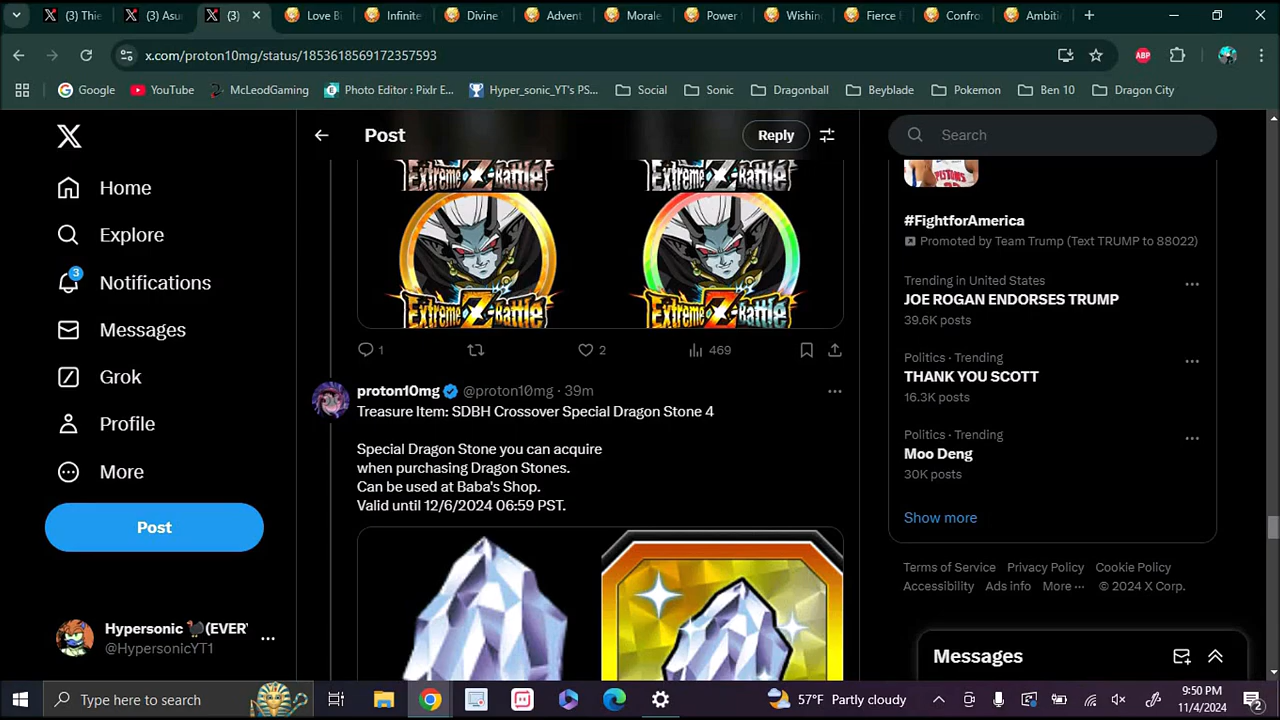 (3) Thie
(3) Asu
(3)
Love B
Infinite
Divine
Advent
Morale
Power
Wishin
Fierce
Confro
Ambiti
x.com/proton10mg/status/1853618569172357593
ABP
Google
YouTube
McLeodGaming
Photo Editor : Pixlr E...
Hyper_sonic_YT's PS...
Social
Sonic
Dragonball
Beyblade
Pokemon
Ben 10
Dragon City
Home
Explore
3
Notifications
Messages
Grok
Profile
More
Post
Hypersonic (EVER
@HypersonicYT1
Post
Reply
Extreme Z-Battle
Extreme Z-Battle
Extreme Z-Battle
Extreme Z-Battle
1
2
469
proton10mg @proton10mg · 39m
Treasure Item: SDBH Crossover Special Dragon Stone 4
Special Dragon Stone you can acquire
when purchasing Dragon Stones.
Can be used at Baba's Shop.
Valid until 12/6/2024 06:59 PST.
Search
PISTONS
#FightforAmerica
Promoted by Team Trump (Text TRUMP to 88022)
Trending in United States
JOE ROGAN ENDORSES TRUMP
39.6K posts
Politics · Trending
THANK YOU SCOTT
16.3K posts
Politics · Trending
Moo Deng
30K posts
Show more
Terms of Service Privacy Policy Cookie Policy
Accessibility Ads info More ··· © 2024 X Corp.
Messages
Type here to search
57°F Partly cloudy
:50 PM
11/4/2024
2